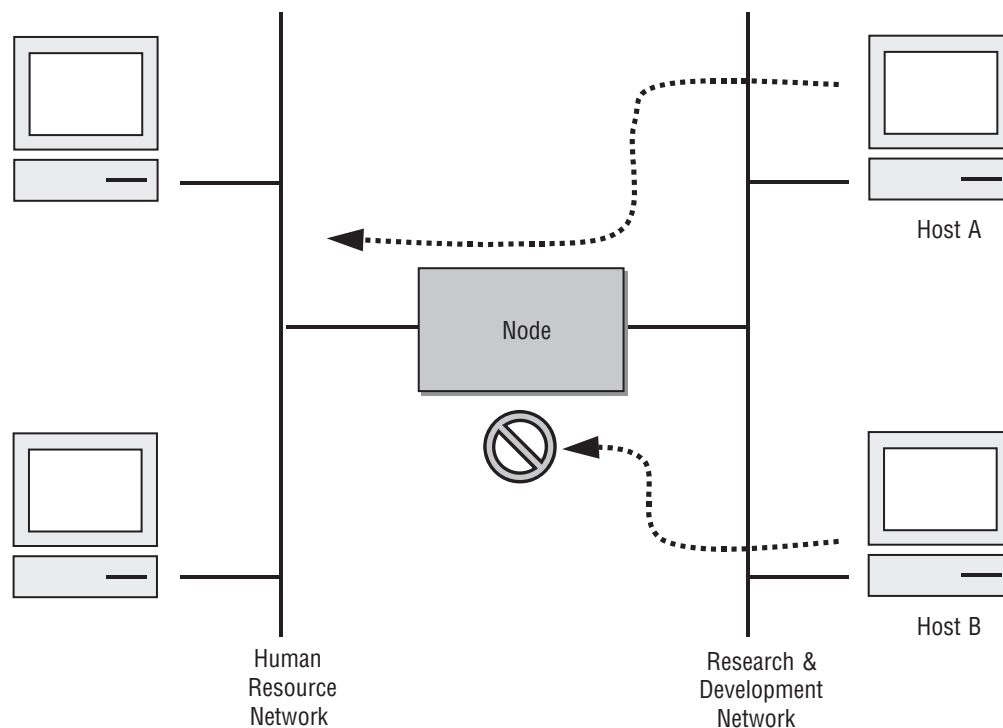 Host A
Node
Host B
Human
Resource
Network
Research &
Development
Network